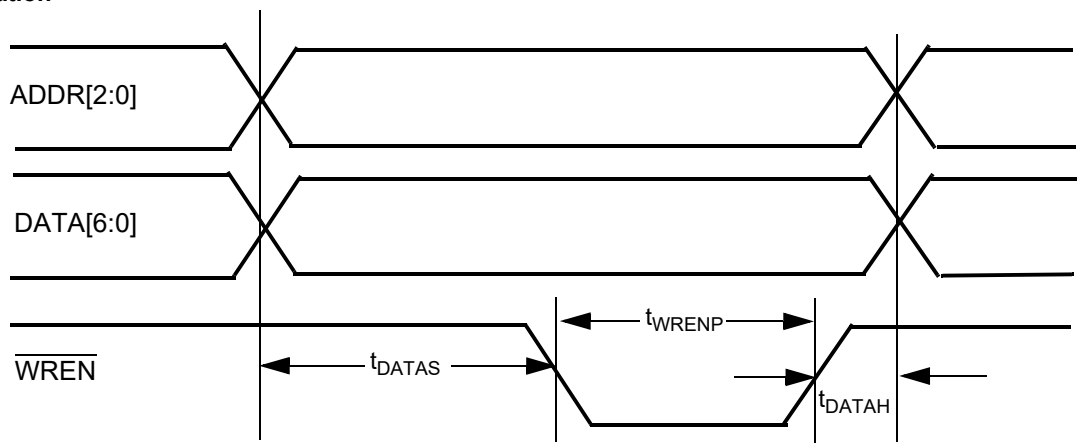 ADDR[2:0]
DATA[6:0]
tWRENP
tDATAS
WREN
tDATAH